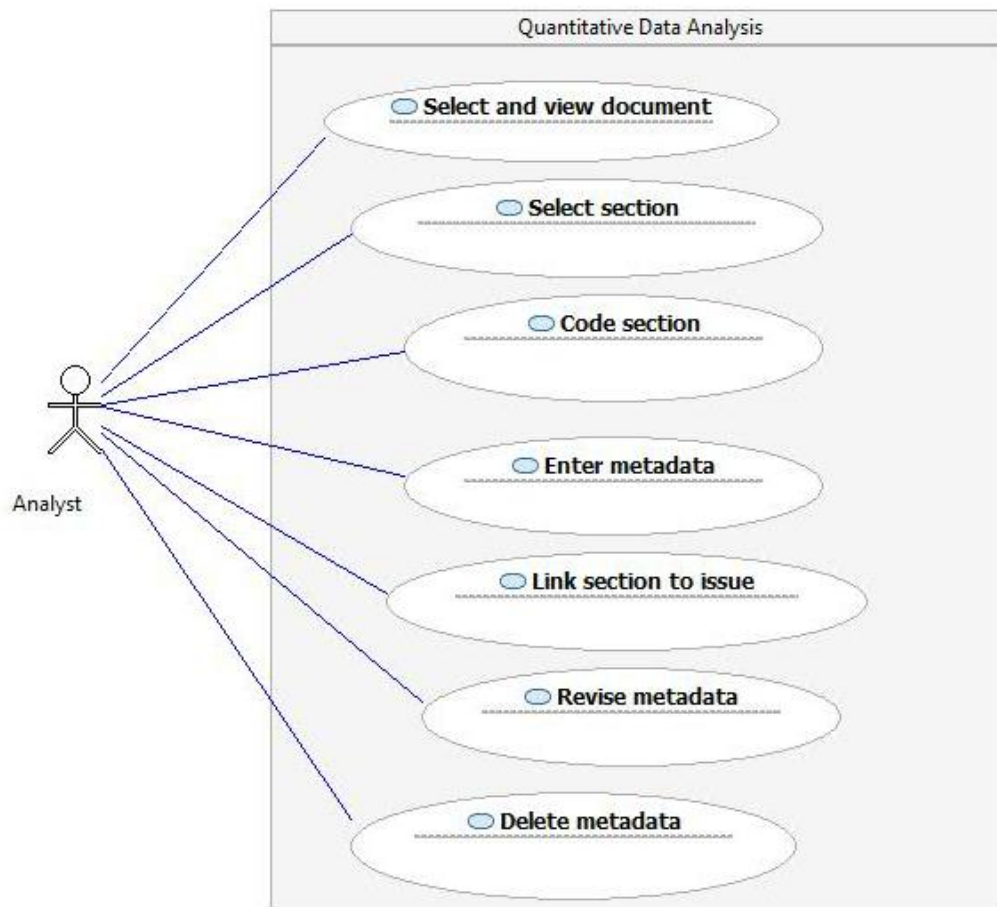 Quantitative Data Analysis
Select and view document
Select section
Code section
Enter metadata
Analyst
Link section to issue
Revise metadata
Delete metadata